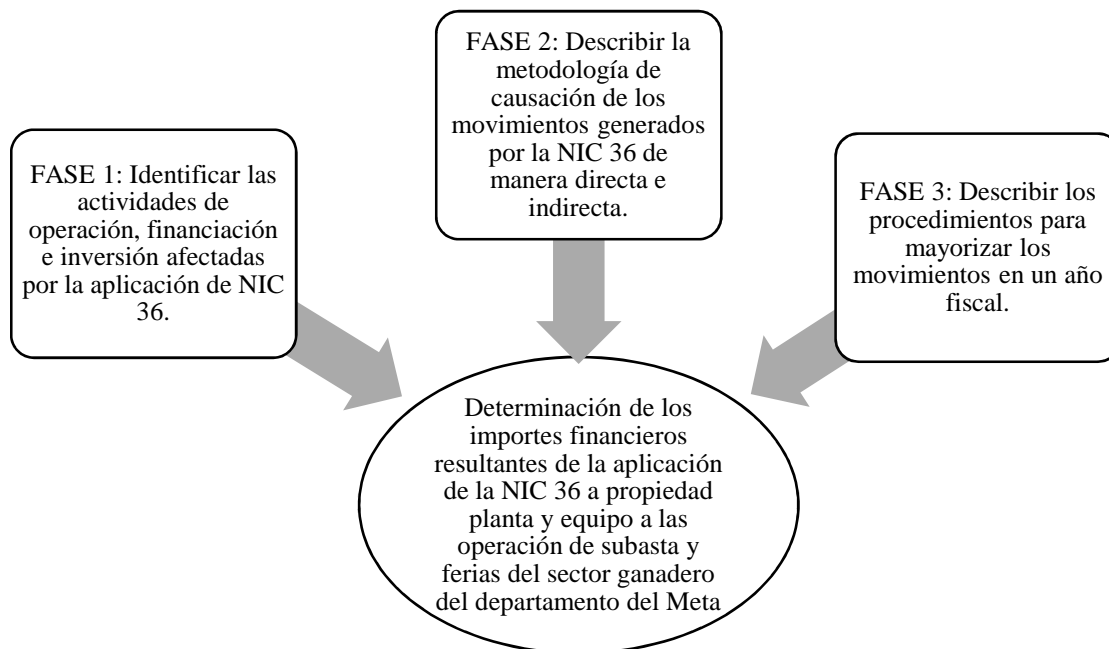 FASE 1: Identificar las
actividades de
operación, financiación
e inversión afectadas
por la aplicación de NIC
36.
FASE 2: Describir la
metodología de
causación de los
movimientos generados
por la NIC 36 de
manera directa e
indirecta.
FASE 3: Describir los
procedimientos para
mayorizar los
movimientos en un año
fiscal.
Determinación de los
importes financieros
resultantes de la aplicación
de la NIC 36 a propiedad
planta y equipo a las
operación de subasta y
ferias del sector ganadero
del departamento del Meta